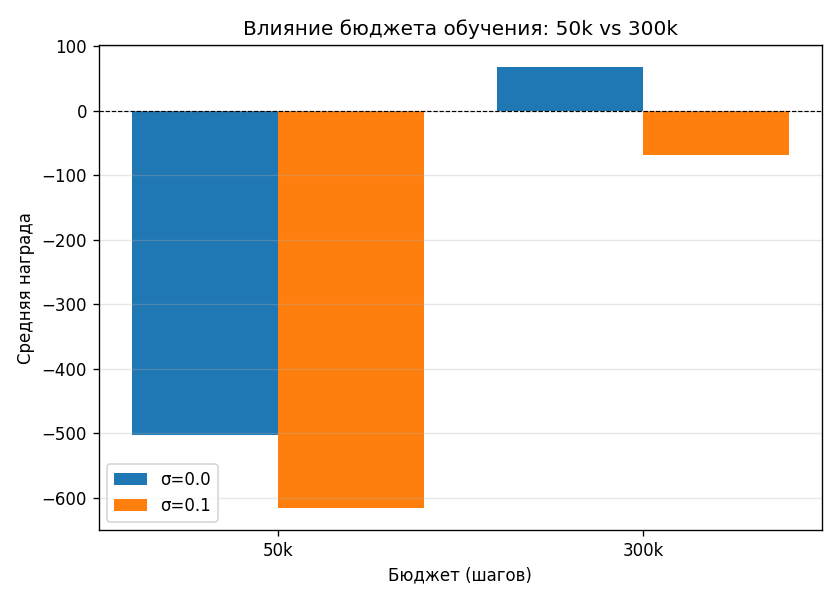 Влияние бюджета обучения: 50k vs 300k
100
0
−100
−200
−300
−400
−500
−600
Средняя награда
σ=0.0
σ=0.1
50k
300k
Бюджет (шагов)